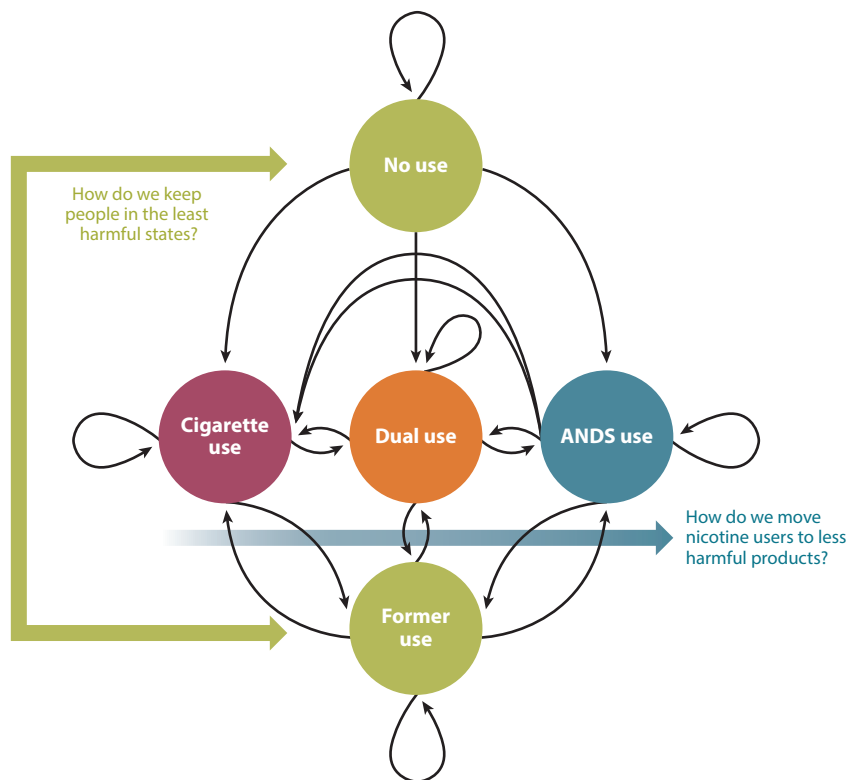 No use
How do we keep
people in the least
harmful states?
Cigarette
use
Dual use
ANDS use
How do we move
nicotine users to less
harmful products?
Former
use